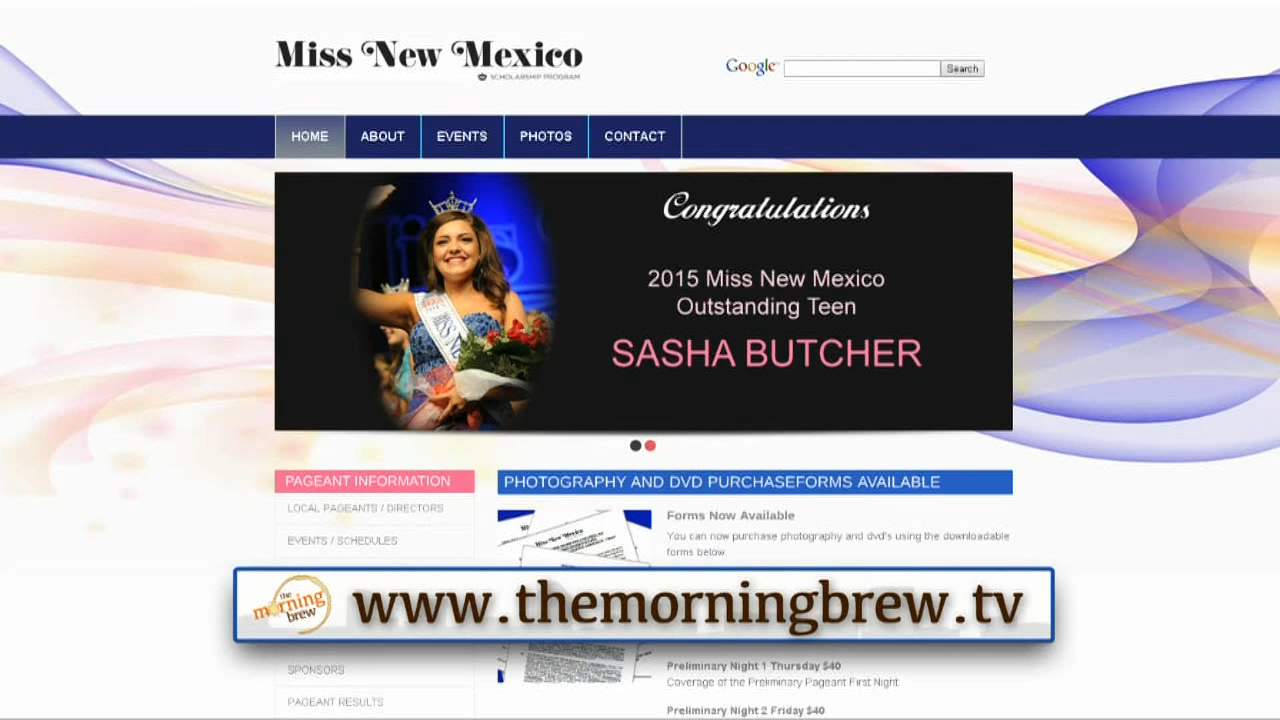 Miss New Mexico
SCHOLARSHIP PROGRAM
Google
Search
HOME
ABOUT
EVENTS
PHOTOS
CONTACT
Congratulations
2015 Miss New Mexico
Outstanding Teen
SASHA BUTCHER
PAGEANT INFORMATION
LOCAL PAGEANTS / DIRECTORS
EVENTS / SCHEDULES
PHOTOGRAPHY AND DVD PURCHASEFORMS AVAILABLE
Forms Now Available
You can now purchase photography and dvd's using the downloadable
forms below.
Miss New Mexico
the
morning
brew
www.themorningbrew.tv
SPONSORS
PAGEANT RESULTS
Preliminary Night 1 Thursday $40
Coverage of the Preliminary Pageant First Night
Preliminary Night 2 Friday $40